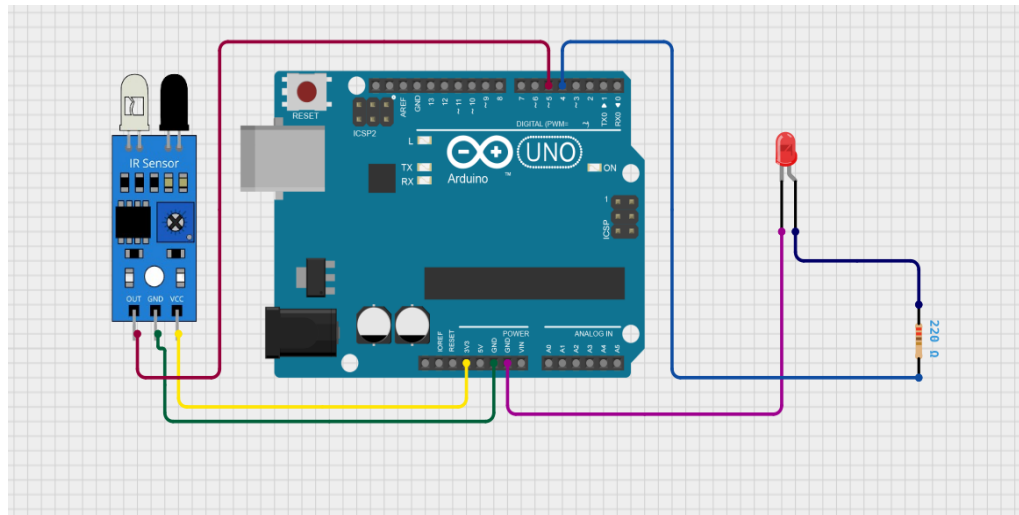 RESET
ICSP2
AREF
GND
13
12
~11
~10
~9
8
7
~6
~5
4
~3
2
TX0 ▶ 1
RX0 ◀ 0
DIGITAL (PWM=
L
TX
RX
UNO
ON
Arduino
TM
1
ICSP
IR Sensor
OUT GND VCC
220 Ω
POWER
ANALOG IN
IOREF
RESET
3V3
5V
GND
GND
VIN
A0
A1
A2
A3
A4
A5